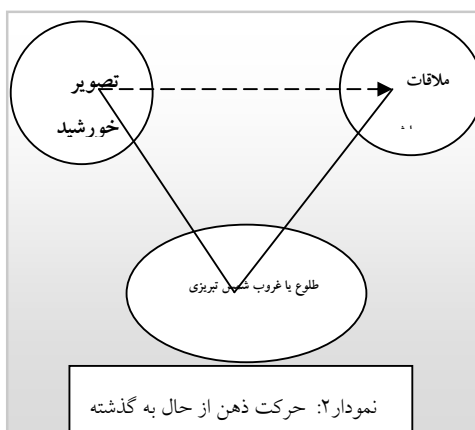 ملاقات
تصویر
خورشید
طلوع یا غروب شمس تبریزی
نمودار۲: حرکت ذهن از حال به گذشته